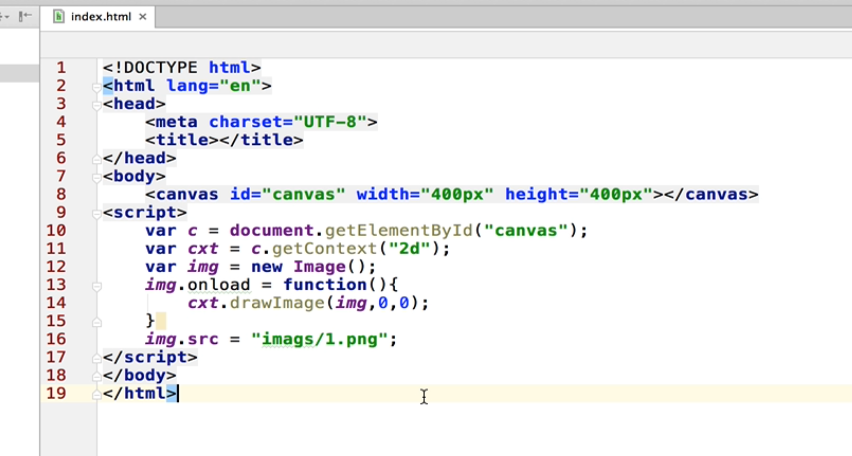 index.html
1 <!DOCTYPE html>
2 <html lang="en">
3 <head>
4     <meta charset="UTF-8">
5     <title></title>
6 </head>
7 <body>
8     <canvas id="canvas" width="400px" height="400px"></canvas>
9 <script>
10     var c = document.getElementById("canvas");
11     var cxt = c.getContext("2d");
12     var img = new Image();
13     img.onload = function(){
14         cxt.drawImage(img,0,0);
15     }
16     img.src = "imags/1.png";
17 </script>
18 </body>
19 </html>